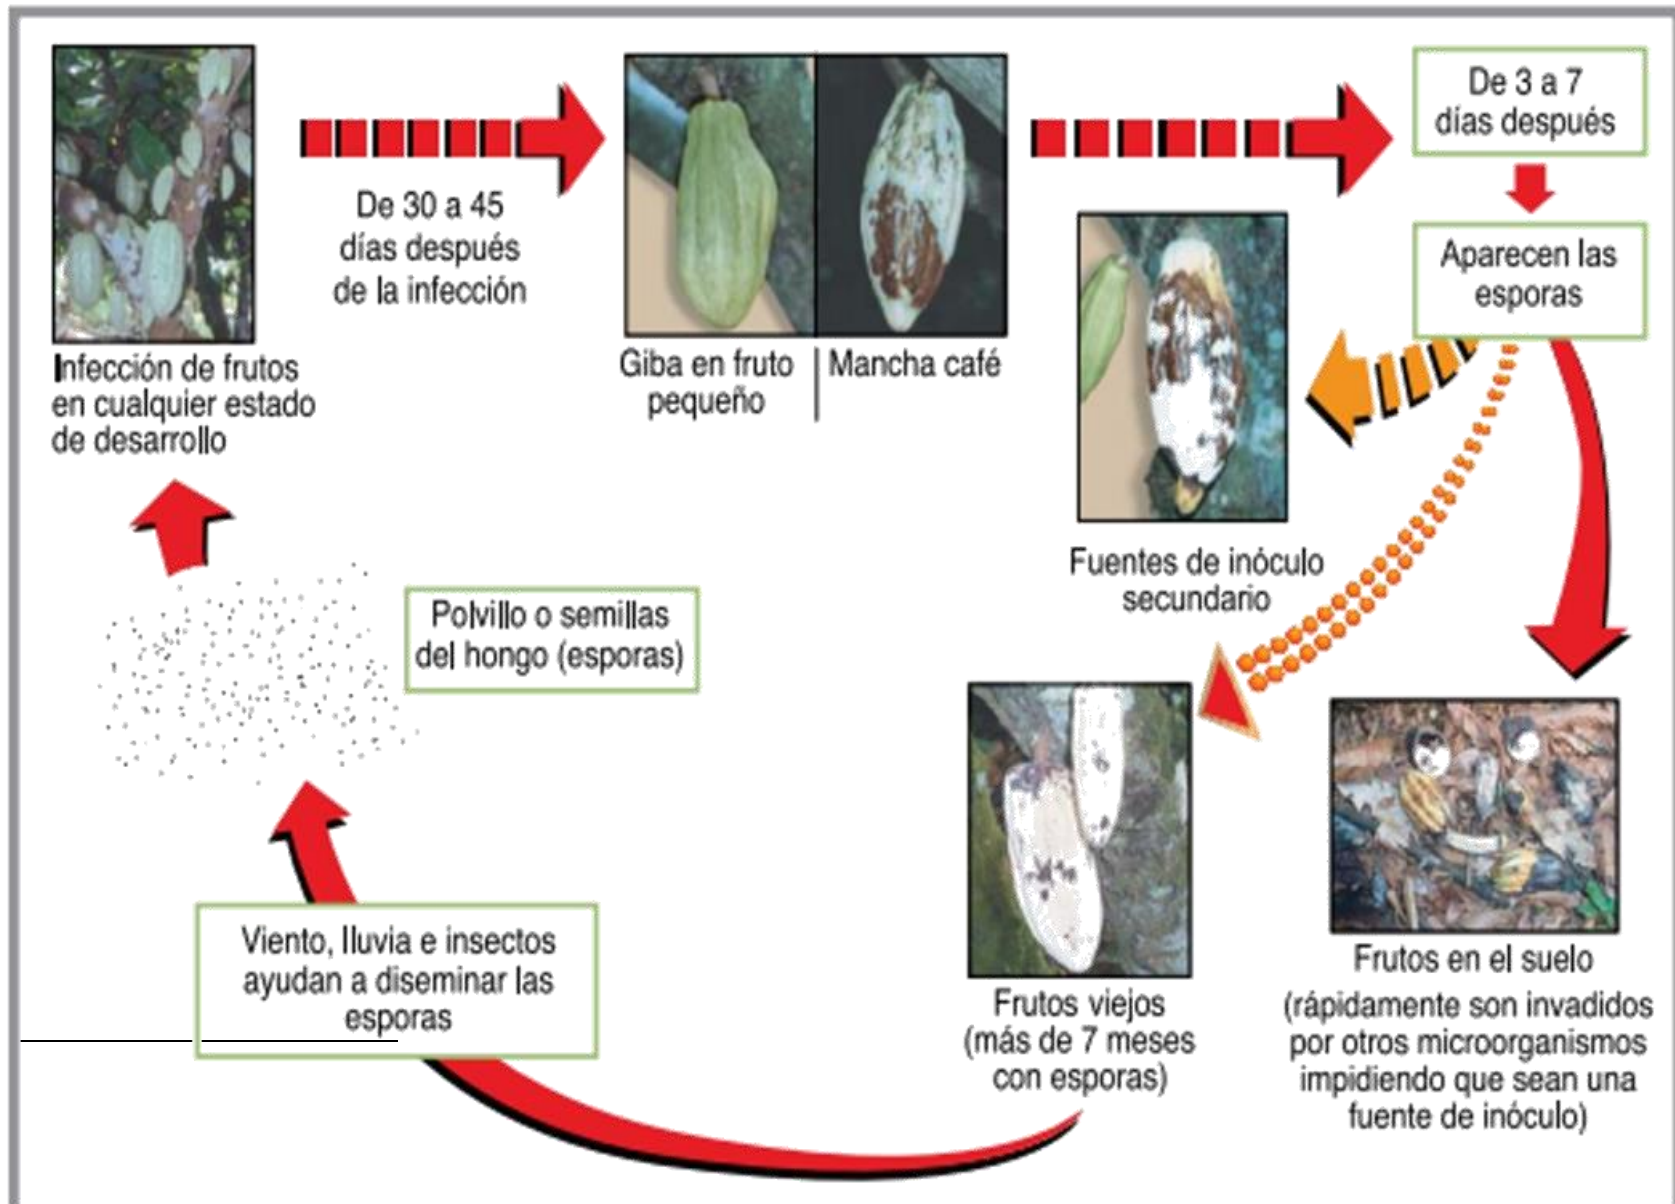 De 3 a 7
días después
De 30 a 45
días después
de la infección
Aparecen las
esporas
Infección de frutos
en cualquier estado
de desarrollo
Giba en fruto
pequeño
Mancha café
Fuentes de inóculo
secundario
Polvillo o semillas
del hongo (esporas)
Viento, lluvia e insectos
ayudan a diseminar las
esporas
Frutos viejos
(más de 7 meses
con esporas)
Frutos en el suelo
(rápidamente son invadidos
por otros microorganismos
impidiendo que sean una
fuente de inóculo)